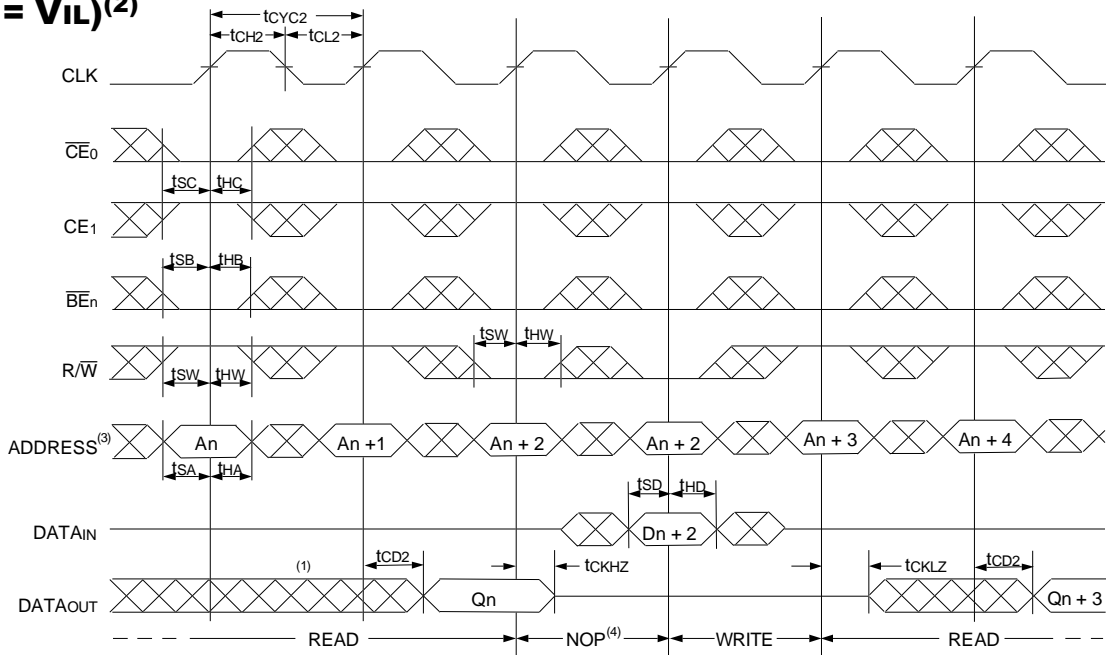 = VIL)(2)
tCYC2
tCH2 tCL2
CLK
CE0
tSC tHC
CE1
tSB tHB
BEn
tSW tHW
R/W
tSW tHW
ADDRESS(3) An An +1 An + 2 An + 2 An + 3 An + 4
tSA tHA
tSD tHD
DATAIN Dn + 2
(1) tCD2 tCKHZ tCKLZ tCD2
DATAOUT Qn Qn + 3
READ NOP(4) WRITE READ